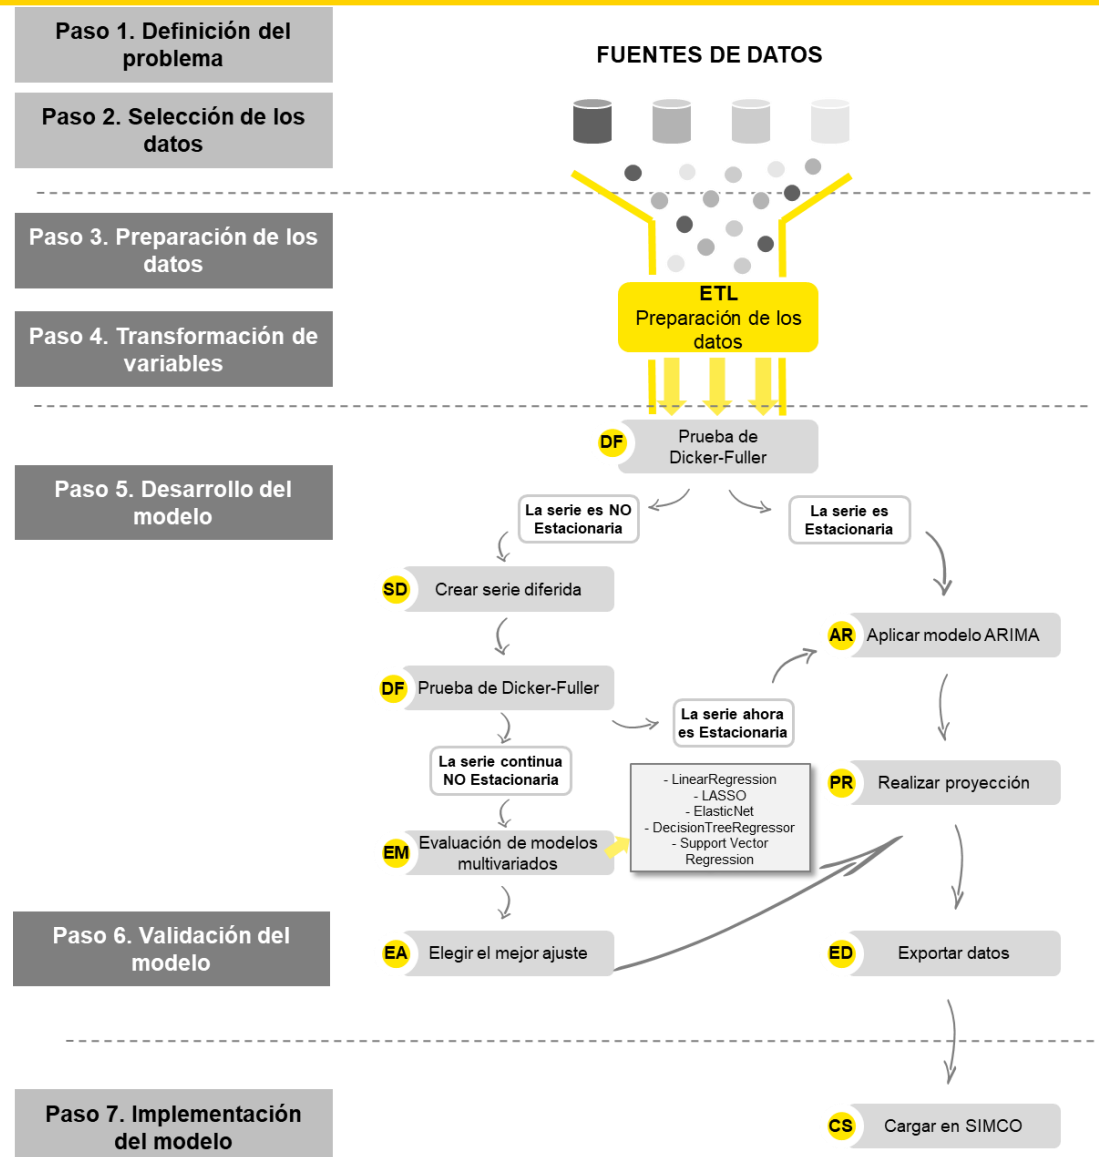 Paso 1. Definición del
problema
FUENTES DE DATOS
Paso 2. Selección de los
datos
Paso 3. Preparación de los
datos
ETL
Preparación de los
datos
Paso 4. Transformación de
variables
DF
Prueba de
Dicker-Fuller
Paso 5. Desarrollo del
modelo
La serie es NO
Estacionaria
La serie es
Estacionaria
SD
Crear serie diferida
AR
Aplicar modelo ARIMA
DF
Prueba de Dicker-Fuller
La serie ahora
es Estacionaria
La serie continua
NO Estacionaria
- LinearRegression
- LASSO
- ElasticNet
- DecisionTreeRegressor
- Support Vector
Regression
PR
Realizar proyección
EM
Evaluación de modelos
multivariados
Paso 6. Validación del
modelo
EA
Elegir el mejor ajuste
ED
Exportar datos
Paso 7. Implementación
del modelo
CS
Cargar en SIMCO